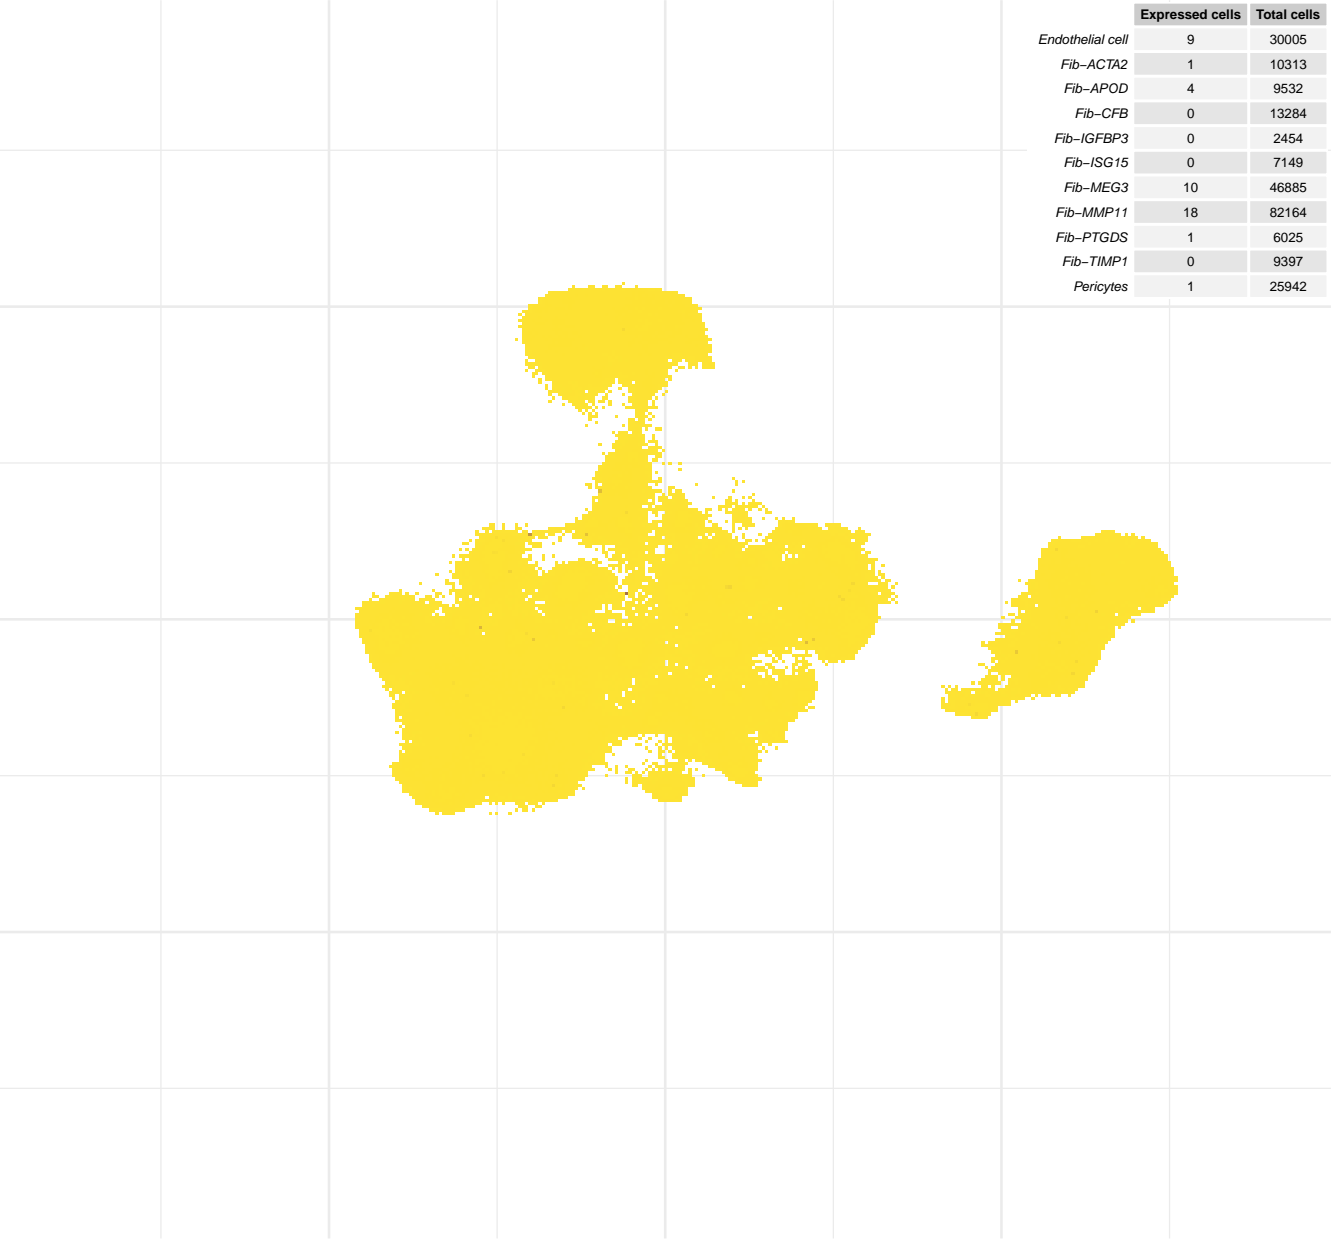 Expressed cells Total cells
Endothelial cell 9 30005
Fib−ACTA2 1 10313
Fib−APOD 4 9532
Fib−CFB 0 13284
Fib−IGFBP3 0 2454
Fib−ISG15 0 7149
Fib−MEG3 10 46885
Fib−MMP11 18 82164
Fib−PTGDS 1 6025
Fib−TIMP1 0 9397
Pericytes 1 25942